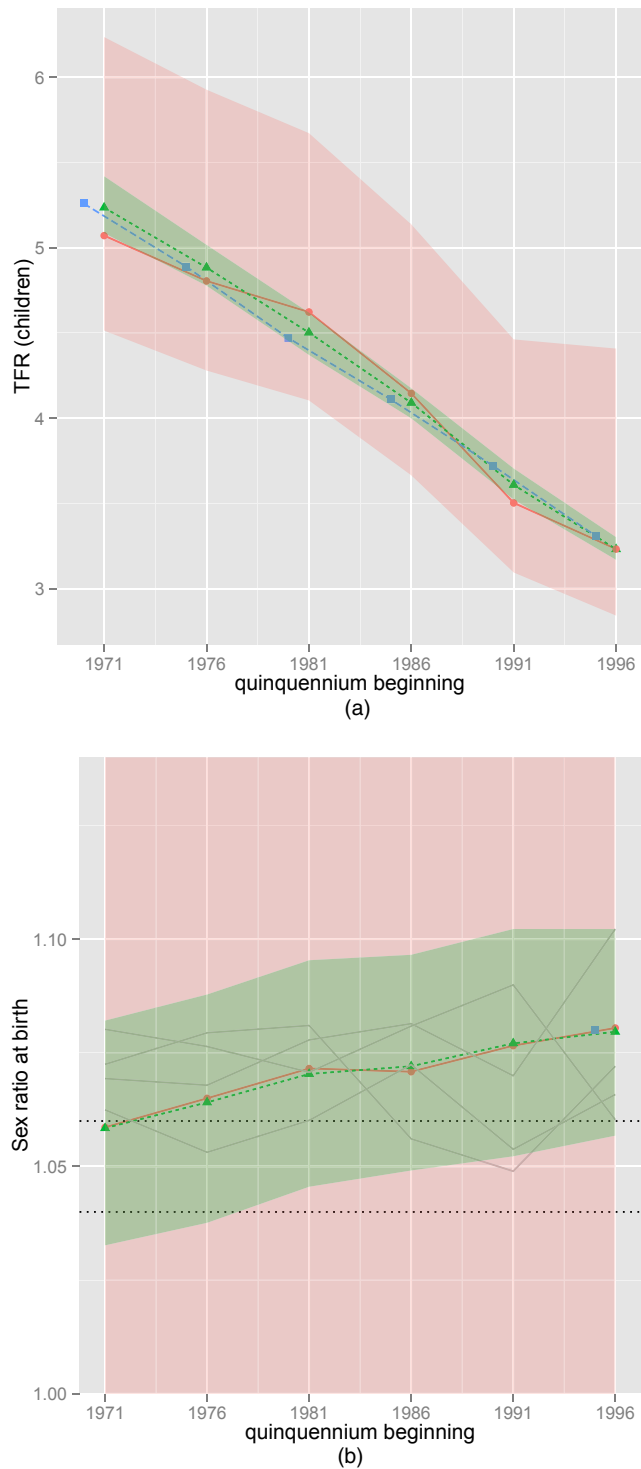 6
5
4
3
TFR (children)
1971 1976 1981 1986 1991 1996
quinquennium beginning
(a)
1.10
1.05
1.00
Sex ratio at birth
1971 1976 1981 1986 1991 1996
quinquennium beginning
(b)